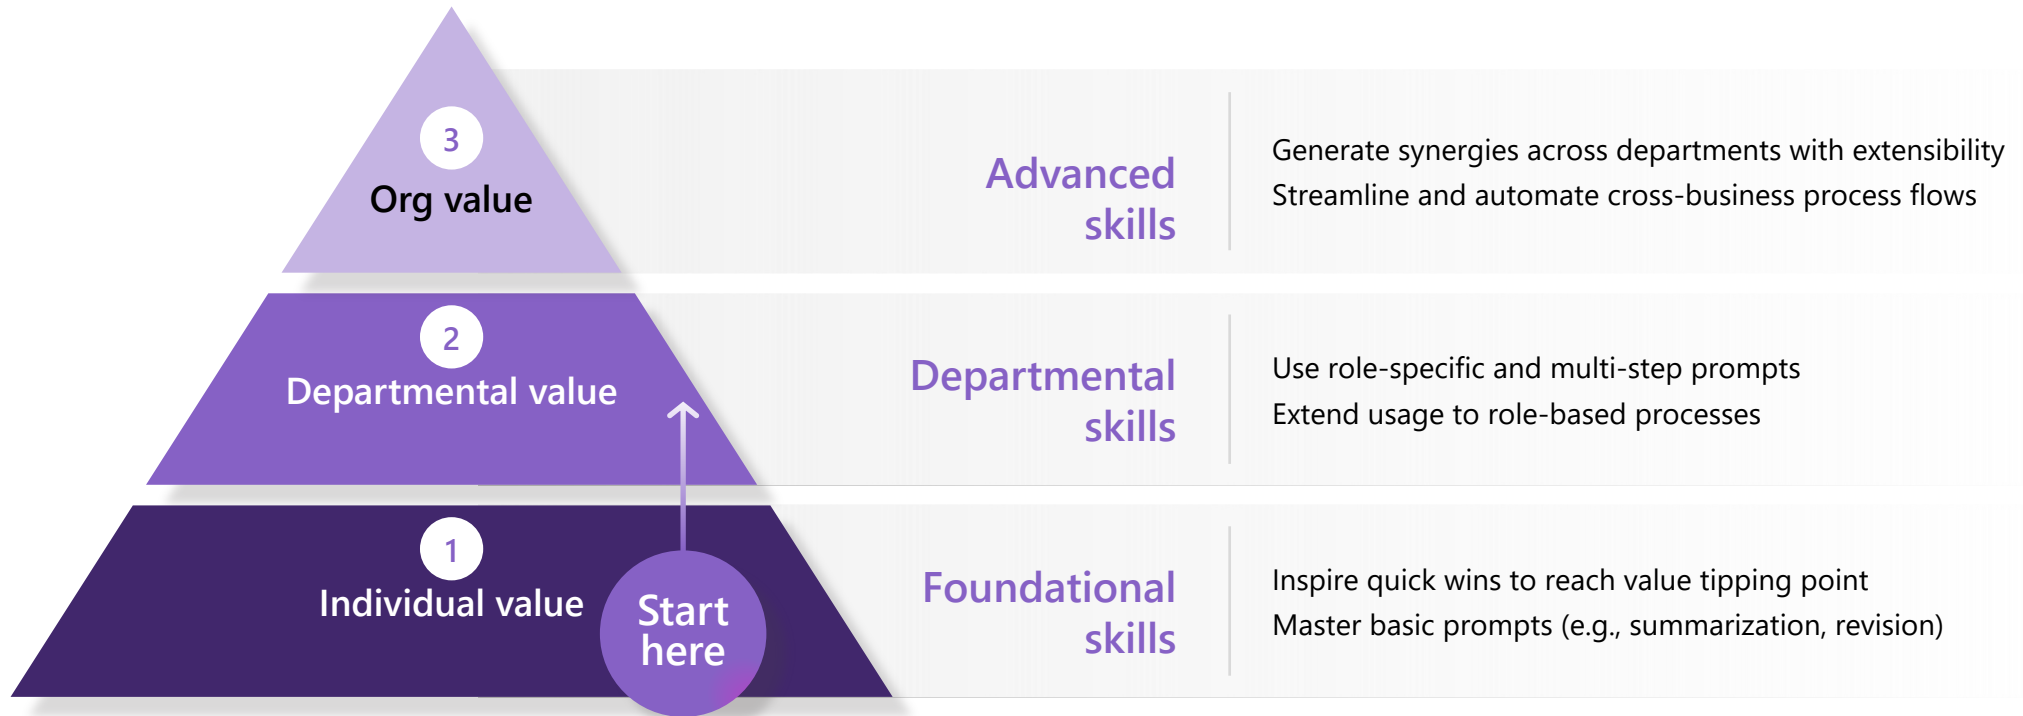 3
Org value
Advanced
skills
Generate synergies across departments with extensibility
Streamline and automate cross-business process flows
2
Departmental value
Departmental
skills
Use role-specific and multi-step prompts
Extend usage to role-based processes
1
Individual value
Start
here
Foundational
skills
Inspire quick wins to reach value tipping point
Master basic prompts (e.g., summarization, revision)